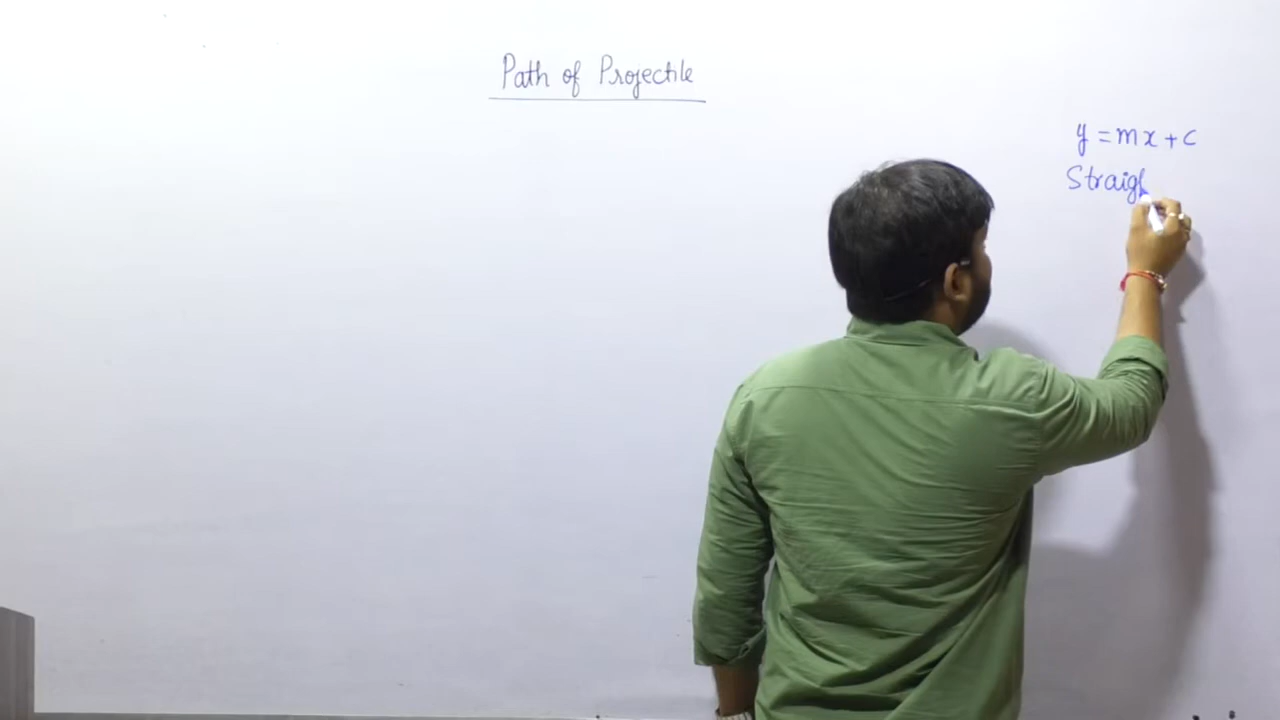 Path of Projectile
y = mx + c
Straigh